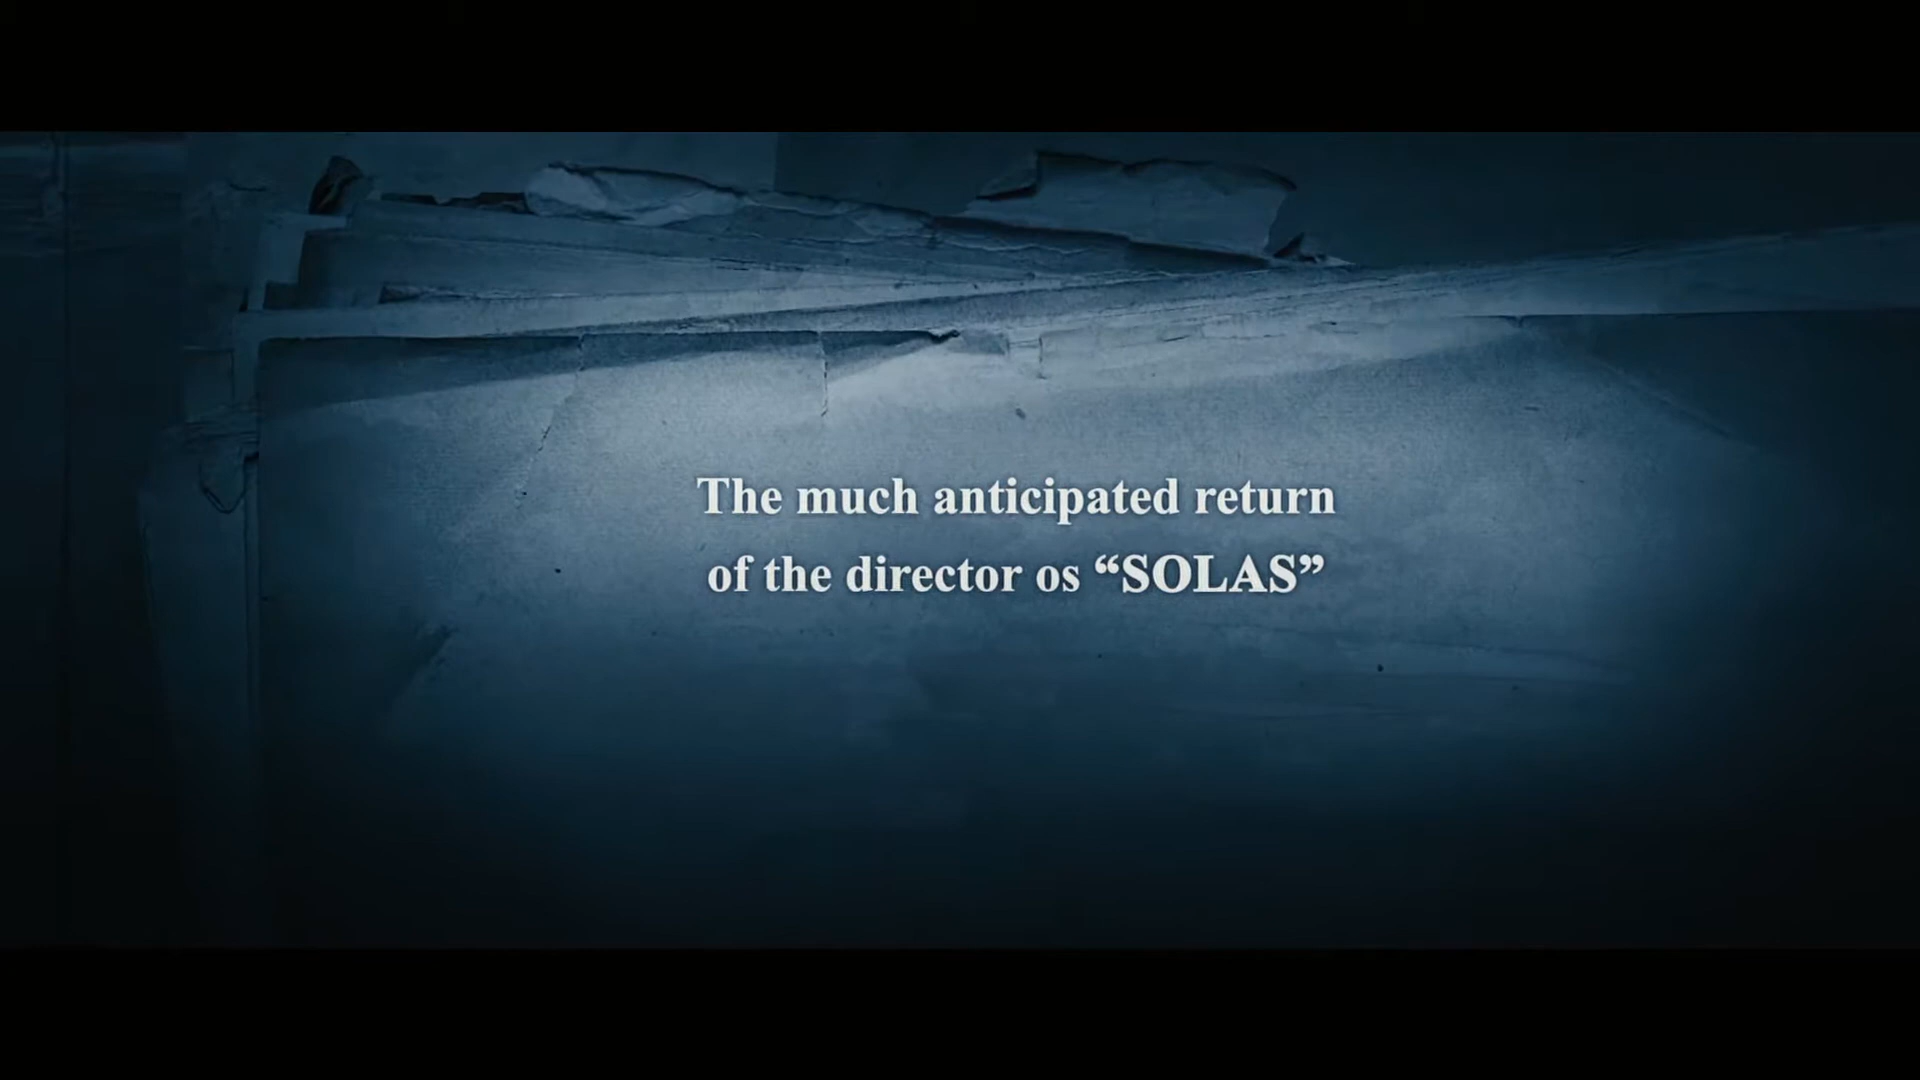 The much anticipated return
of the director os “SOLAS”